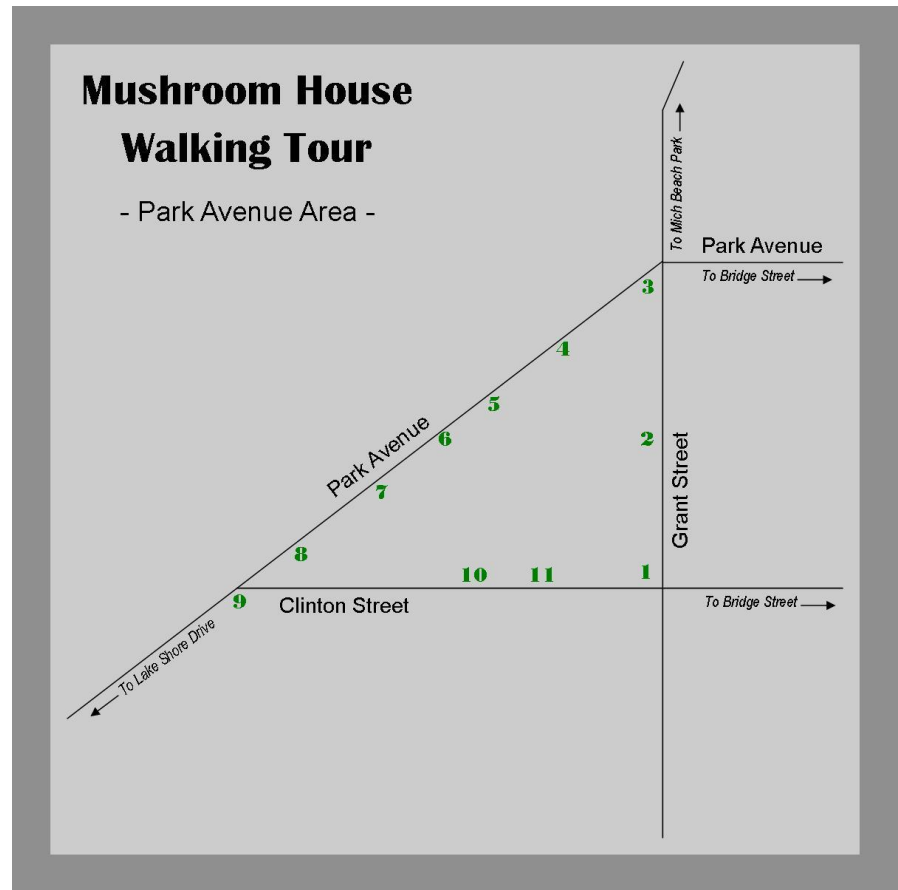 Mushroom House
Walking Tour
- Park Avenue Area -
To Mich Beach Park
Park Avenue
To Bridge Street
3
4
5
6
2
Park Avenue
Grant Street
7
8
10
11
1
9
Clinton Street
To Bridge Street
To Lake Shore Drive